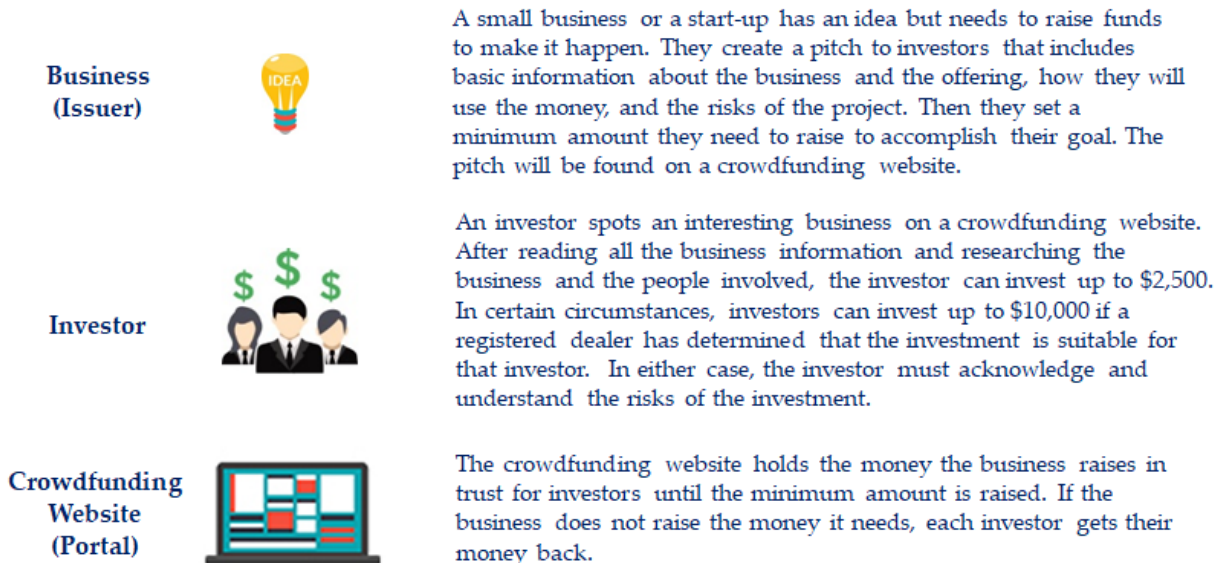 Business
(Issuer)
IDEA
A small business or a start-up has an idea but needs to raise funds
to make it happen. They create a pitch to investors that includes
basic information about the business and the offering, how they will
use the money, and the risks of the project. Then they set a
minimum amount they need to raise to accomplish their goal. The
pitch will be found on a crowdfunding website.
Investor
$ $ $
An investor spots an interesting business on a crowdfunding website.
After reading all the business information and researching the
business and the people involved, the investor can invest up to $2,500.
In certain circumstances, investors can invest up to $10,000 if a
registered dealer has determined that the investment is suitable for
that investor. In either case, the investor must acknowledge and
understand the risks of the investment.
Crowdfunding
Website
(Portal)
The crowdfunding website holds the money the business raises in
trust for investors until the minimum amount is raised. If the
business does not raise the money it needs, each investor gets their
money back.